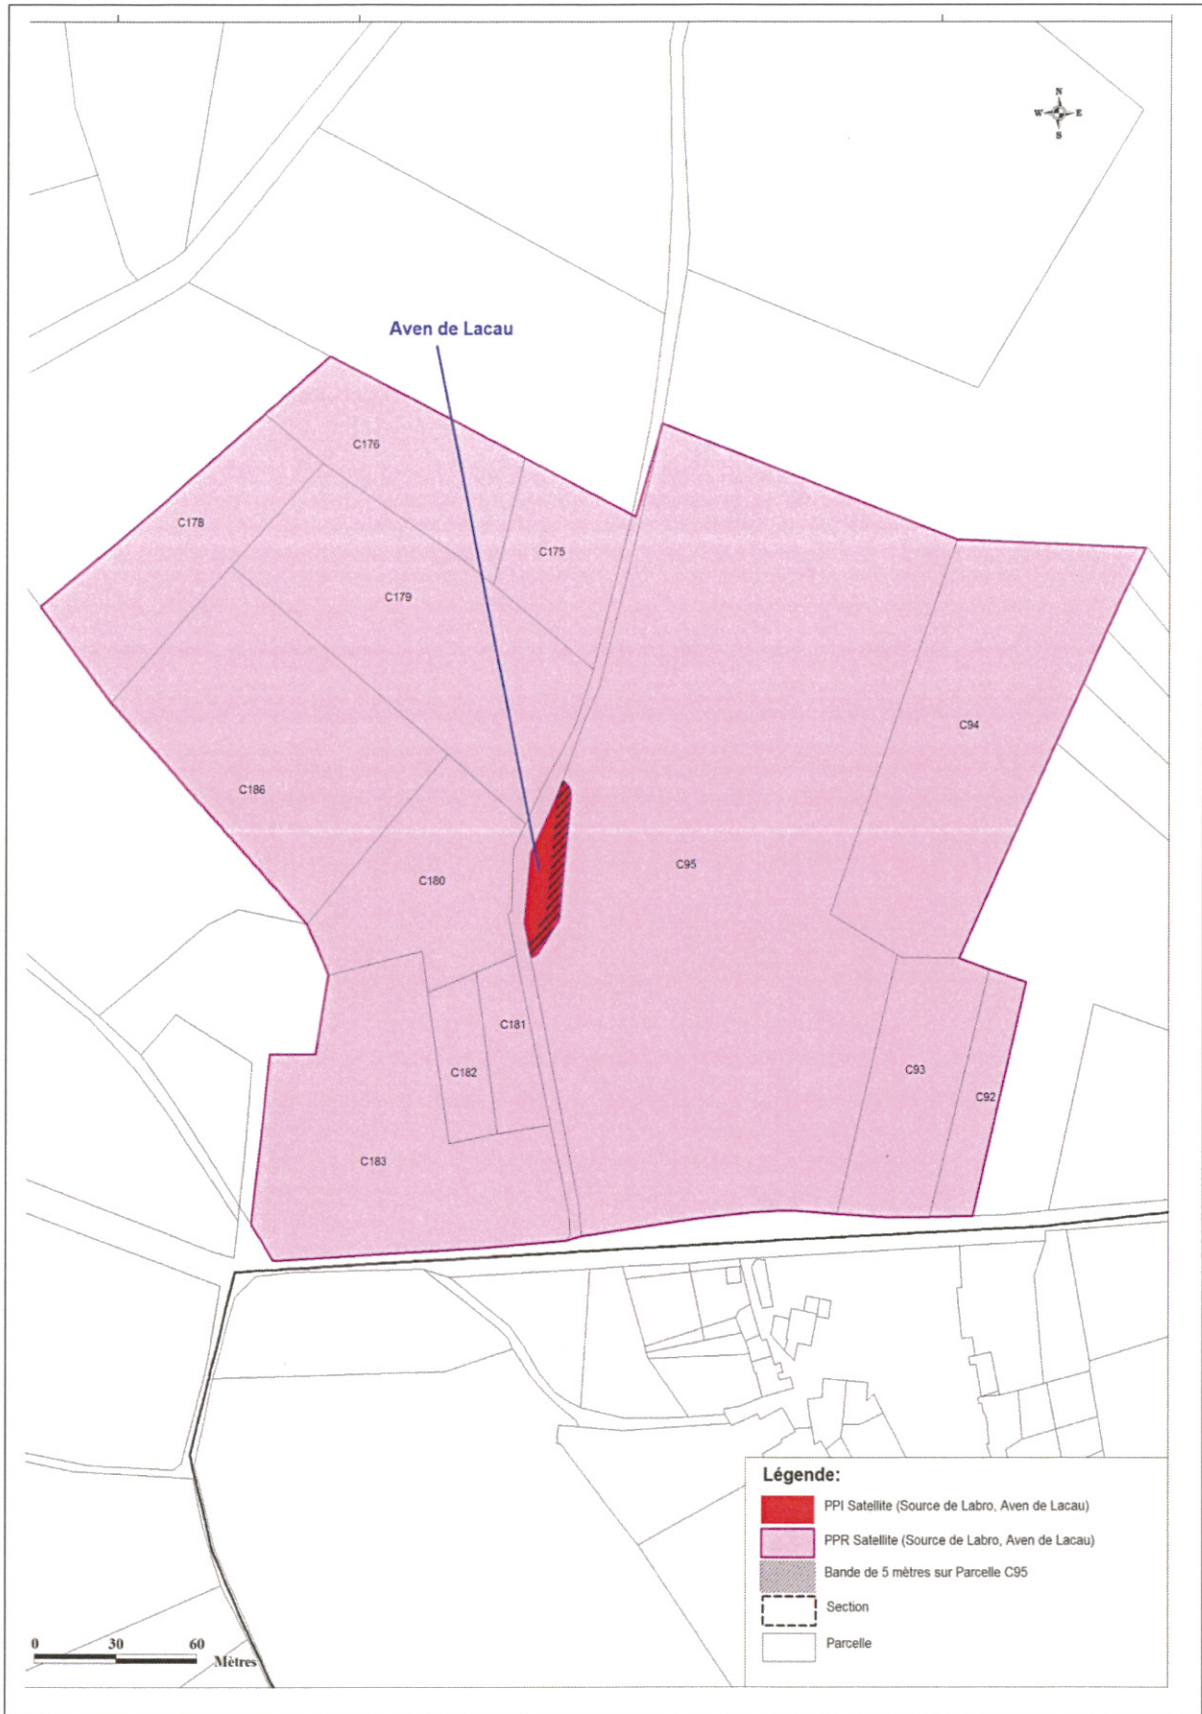 N
W E
S
Aven de Lacau
C176
C178
C175
C179
C94
C186
C95
C180
C181
C182
C93
C92
C183
Légende:
PPI Satellite (Source de Labro, Aven de Lacau)
PPR Satellite (Source de Labro, Aven de Lacau)
Bande de 5 mètres sur Parcelle C95
Section
Parcelle
0 30 60
Mètres